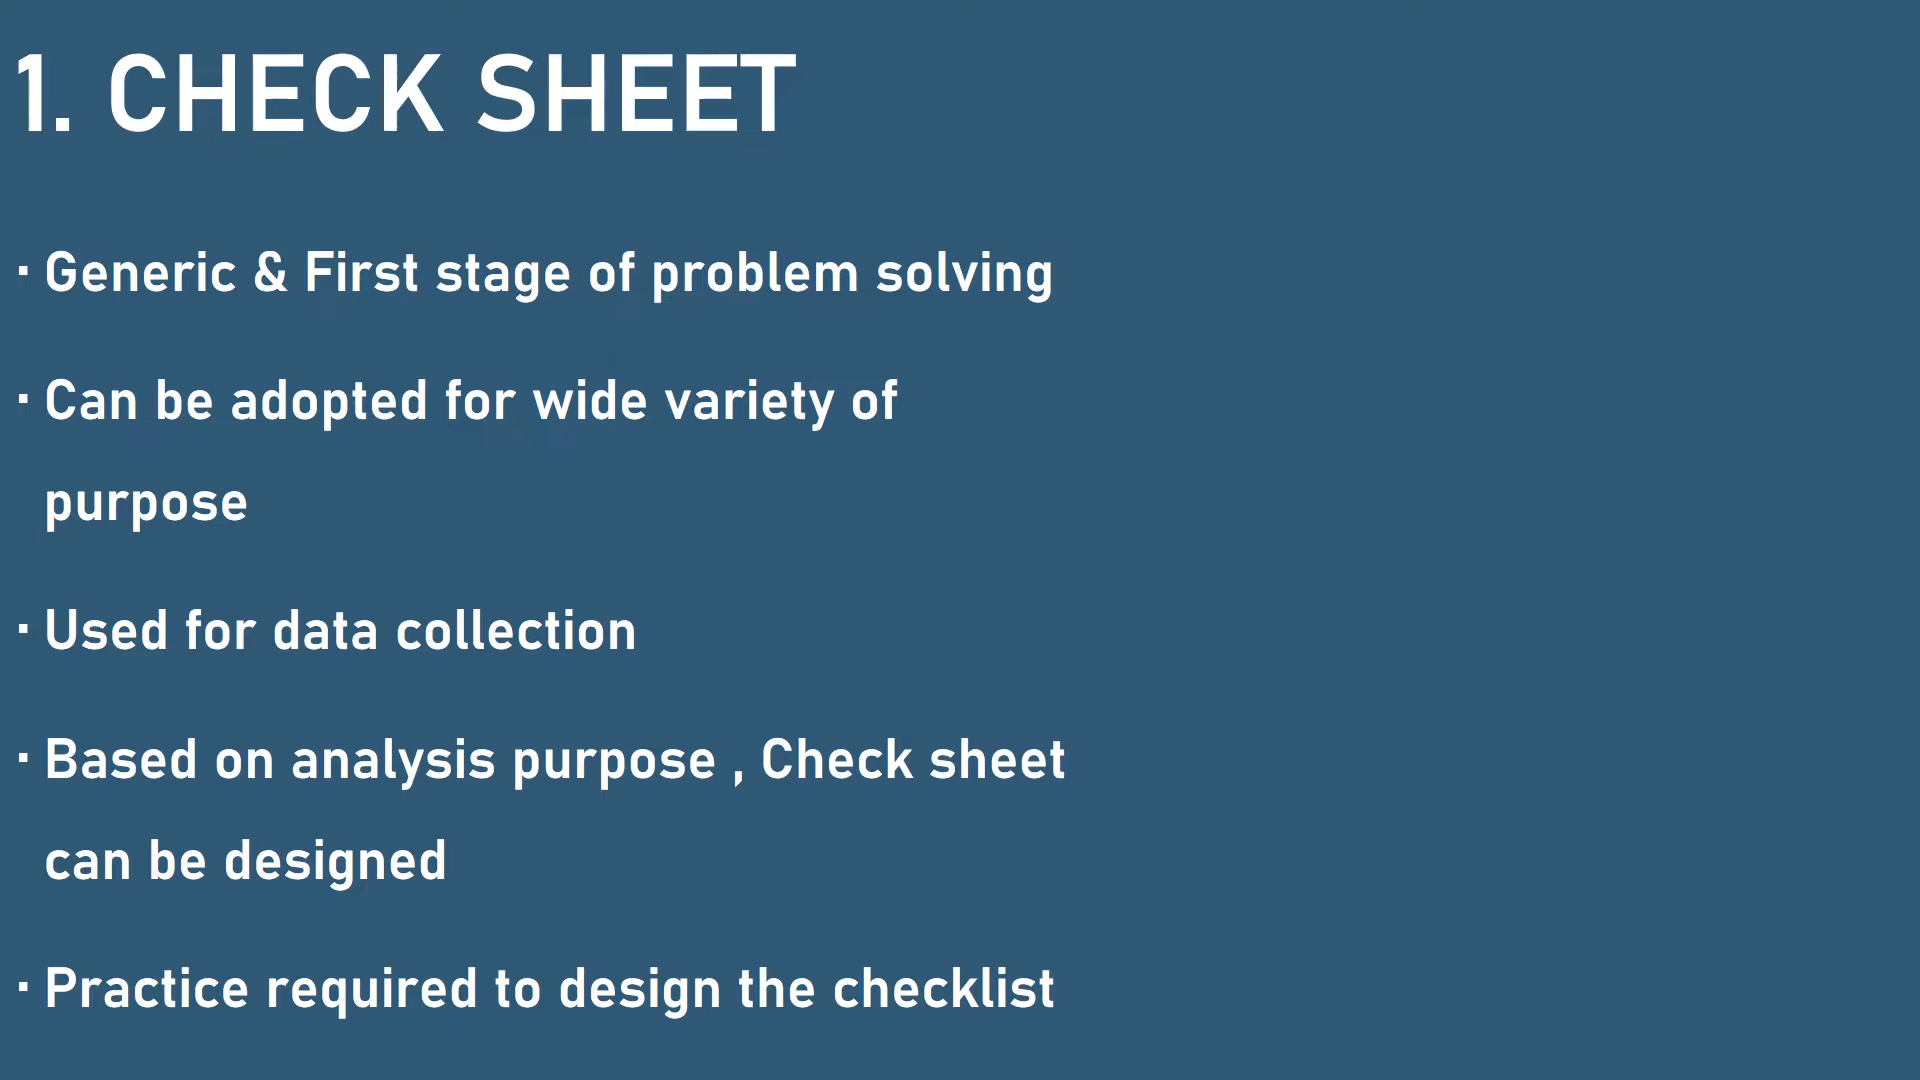 1. CHECK SHEET
▪ Generic & First stage of problem solving
▪ Can be adopted for wide variety of
purpose
▪ Used for data collection
▪ Based on analysis purpose , Check sheet
can be designed
▪ Practice required to design the checklist